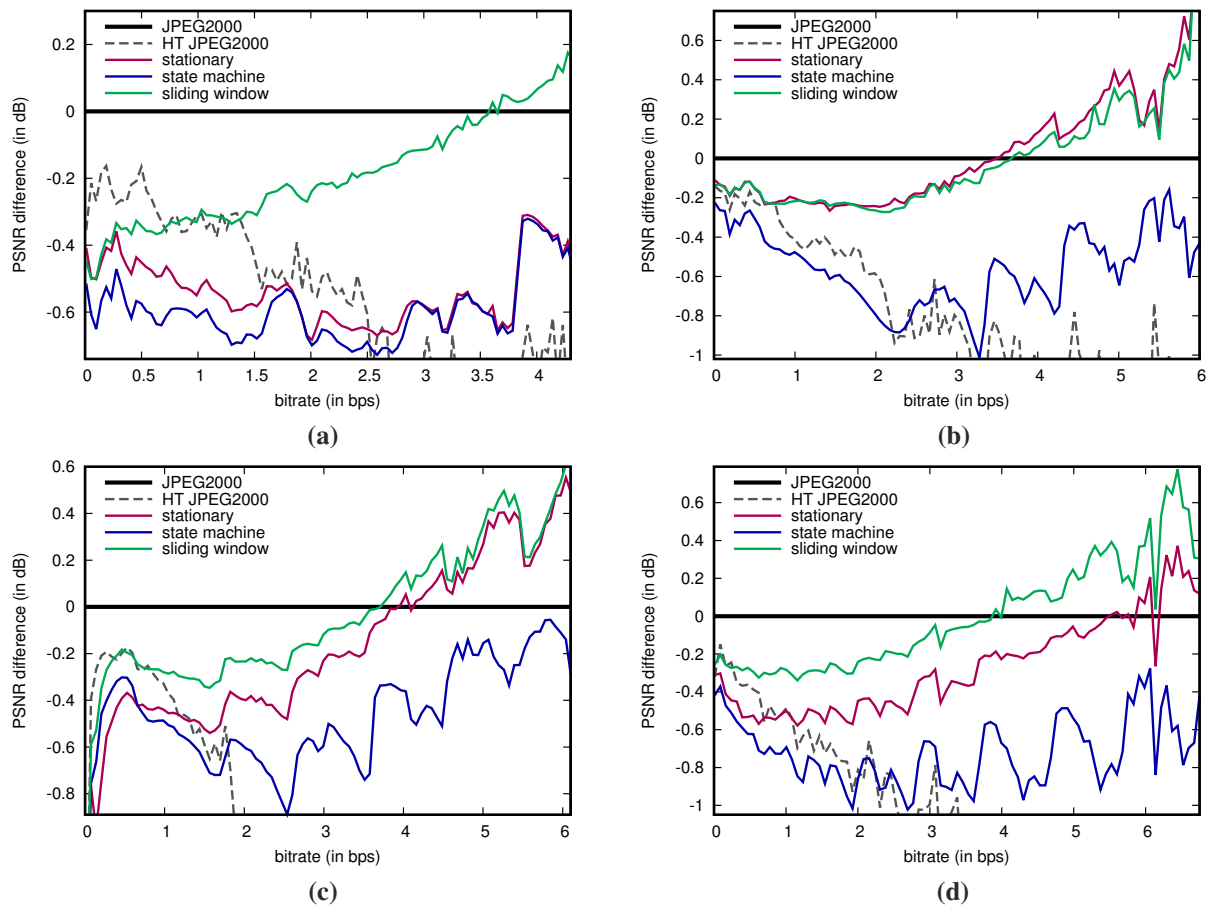 0.2
0
-0.2
-0.4
-0.6
PSNR difference (in dB)
JPEG2000
HT JPEG2000
stationary
state machine
sliding window
0 0.5 1 1.5 2 2.5 3 3.5 4
bitrate (in bps)
(a)
0.6
0.4
0.2
0
-0.2
-0.4
-0.6
-0.8
-1
PSNR difference (in dB)
JPEG2000
HT JPEG2000
stationary
state machine
sliding window
0 1 2 3 4 5 6
bitrate (in bps)
(b)
0.6
0.4
0.2
0
-0.2
-0.4
-0.6
-0.8
PSNR difference (in dB)
JPEG2000
HT JPEG2000
stationary
state machine
sliding window
0 1 2 3 4 5 6
bitrate (in bps)
(c)
0.6
0.4
0.2
0
-0.2
-0.4
-0.6
-0.8
-1
PSNR difference (in dB)
JPEG2000
HT JPEG2000
stationary
state machine
sliding window
0 1 2 3 4 5 6
bitrate (in bps)
(d)